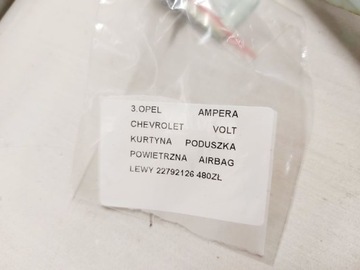 3.OPEL AMPERA
CHEVROLET VOLT
KURTYNA PODUSZKA
POWIETRZNA AIRBAG
LEWY 22792126 480ZŁ